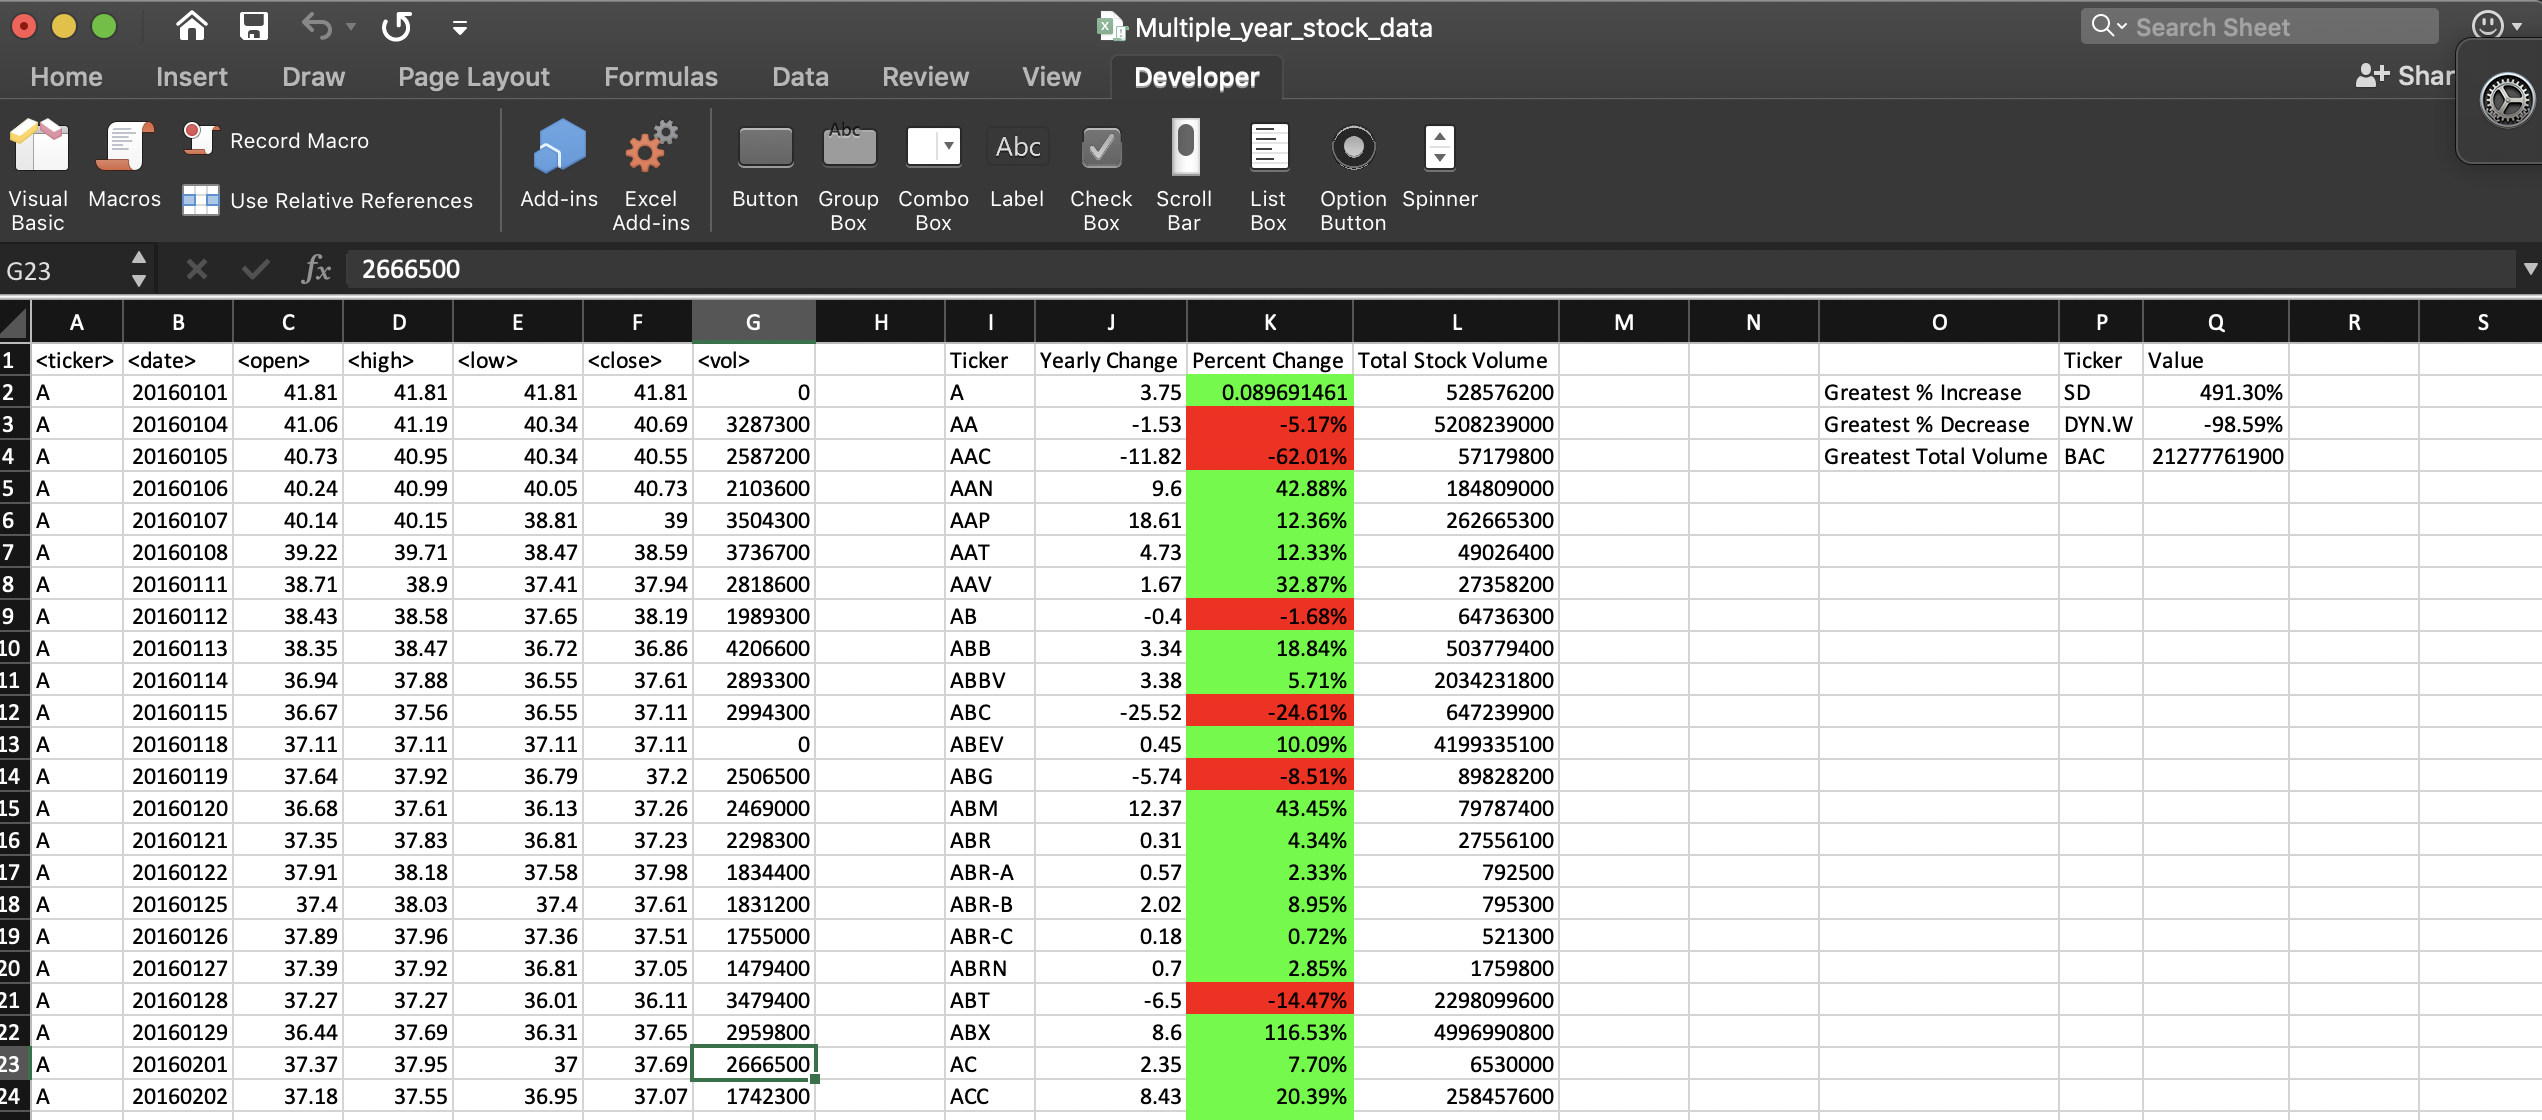 Multiple_year_stock_data
Search Sheet
Home Insert Draw Page Layout Formulas Data Review View Developer
Record Macro
Abc
Abc
Visual Basic Macros Use Relative References Add-ins Excel Add-ins Button Group Box Combo Box Label Check Box Scroll Bar List Box Option Button Spinner
G23 fx 2666500
A B C D E F G H I J K L M N O P Q R S
1 <ticker> <date> <open> <high> <low> <close> <vol> Ticker Yearly Change Percent Change Total Stock Volume Ticker Value
2 A 20160101 41.81 41.81 41.81 41.81 0 A 3.75 0.089691461 528576200 Greatest % Increase SD 491.30%
3 A 20160104 41.06 41.19 40.34 40.69 3287300 AA -1.53 -5.17% 5208239000 Greatest % Decrease DYN.W -98.59%
4 A 20160105 40.73 40.95 40.34 40.55 2587200 AAC -11.82 -62.01% 57179800 Greatest Total Volume BAC 21277761900
5 A 20160106 40.24 40.99 40.05 40.73 2103600 AAN 9.6 42.88% 184809000
6 A 20160107 40.14 40.15 38.81 39 3504300 AAP 18.61 12.36% 262665300
7 A 20160108 39.22 39.71 38.47 38.59 3736700 AAT 4.73 12.33% 49026400
8 A 20160111 38.71 38.9 37.41 37.94 2818600 AAV 1.67 32.87% 27358200
9 A 20160112 38.43 38.58 37.65 38.19 1989300 AB -0.4 -1.68% 64736300
10 A 20160113 38.35 38.47 36.72 36.86 4206600 ABB 3.34 18.84% 503779400
11 A 20160114 36.94 37.88 36.55 37.61 2893300 ABBV 3.38 5.71% 2034231800
12 A 20160115 36.67 37.56 36.55 37.11 2994300 ABC -25.52 -24.61% 647239900
13 A 20160118 37.11 37.11 37.11 37.11 0 ABEV 0.45 10.09% 4199335100
14 A 20160119 37.64 37.92 36.79 37.2 2506500 ABG -5.74 -8.51% 89828200
15 A 20160120 36.68 37.61 36.13 37.26 2469000 ABM 12.37 43.45% 79787400
16 A 20160121 37.35 37.83 36.81 37.23 2298300 ABR 0.31 4.34% 27556100
17 A 20160122 37.91 38.18 37.58 37.98 1834400 ABR-A 0.57 2.33% 792500
18 A 20160125 37.4 38.03 37.4 37.61 1831200 ABR-B 2.02 8.95% 795300
19 A 20160126 37.89 37.96 37.36 37.51 1755000 ABR-C 0.18 0.72% 521300
20 A 20160127 37.39 37.92 36.81 37.05 1479400 ABRN 0.7 2.85% 1759800
21 A 20160128 37.27 37.27 36.01 36.11 3479400 ABT -6.5 -14.47% 2298099600
22 A 20160129 36.44 37.69 36.31 37.65 2959800 ABX 8.6 116.53% 4996990800
23 A 20160201 37.37 37.95 37 37.69 2666500 AC 2.35 7.70% 6530000
24 A 20160202 37.18 37.55 36.95 37.07 1742300 ACC 8.43 20.39% 258457600